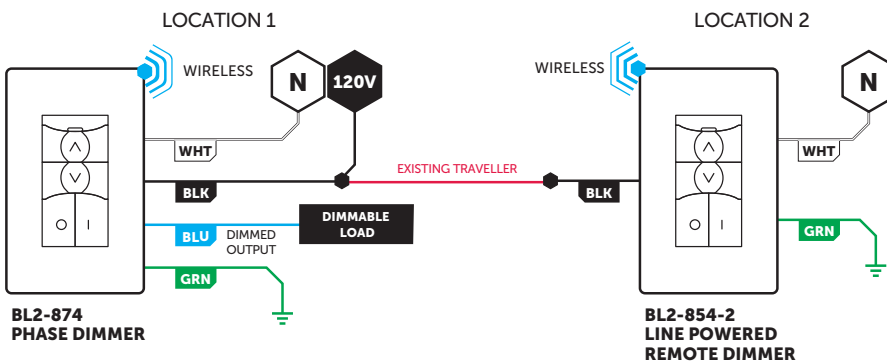 LOCATION 1
LOCATION 2
WIRELESS
N
120V
WIRELESS
N
WHT
WHT
EXISTING TRAVELLER
BLK
BLK
DIMMABLE
LOAD
BLU
DIMMED
OUTPUT
GRN
GRN
O I
O I
BL2-874
PHASE DIMMER
BL2-854-2
LINE POWERED
REMOTE DIMMER